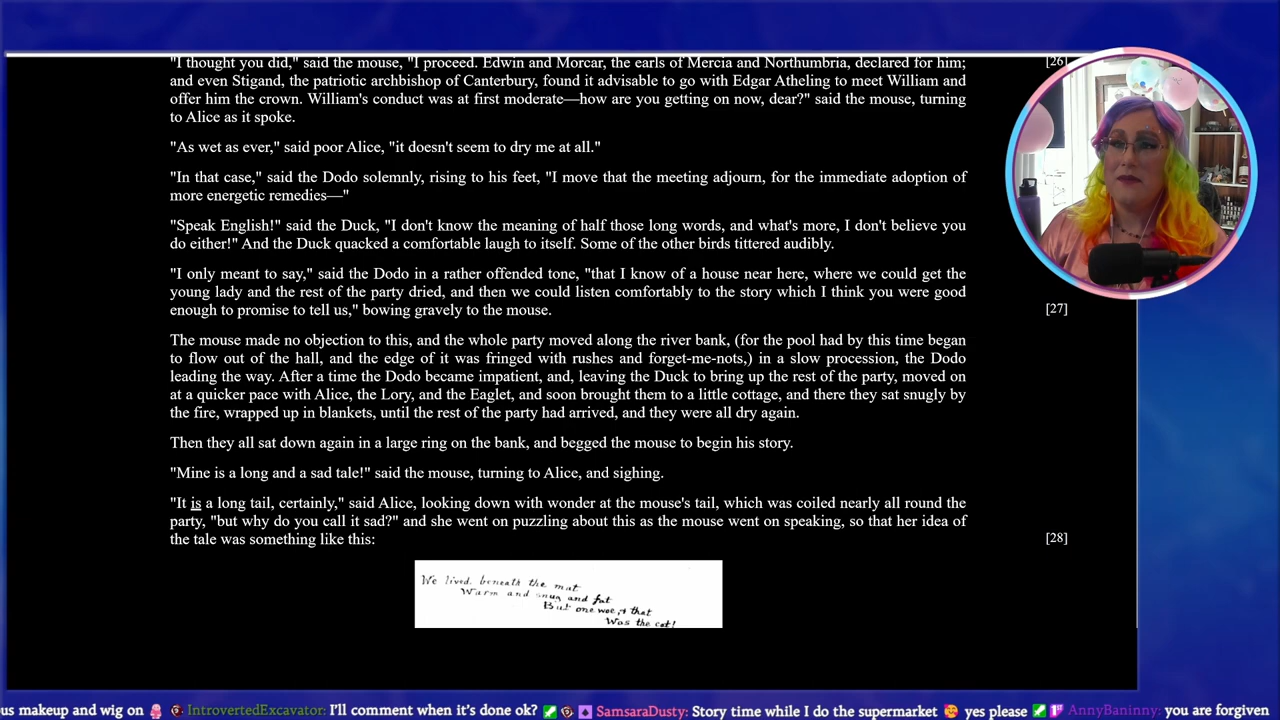 "I thought you did," said the mouse, "I proceed. Edwin and Morcar, the earls of Mercia and Northumbria, declared for him;
[26]
and even Stigand, the patriotic archbishop of Canterbury, found it advisable to go with Edgar Atheling to meet William and
offer him the crown. William's conduct was at first moderate—how are you getting on now, dear?" said the mouse, turning
to Alice as it spoke.
"As wet as ever," said poor Alice, "it doesn't seem to dry me at all."
"In that case," said the Dodo solemnly, rising to his feet, "I move that the meeting adjourn, for the immediate adoption of
more energetic remedies—"
"Speak English!" said the Duck, "I don't know the meaning of half those long words, and what's more, I don't believe you
do either!" And the Duck quacked a comfortable laugh to itself. Some of the other birds tittered audibly.
"I only meant to say," said the Dodo in a rather offended tone, "that I know of a house near here, where we could get the
young lady and the rest of the party dried, and then we could listen comfortably to the story which I think you were good
enough to promise to tell us," bowing gravely to the mouse.
[27]
The mouse made no objection to this, and the whole party moved along the river bank, (for the pool had by this time began
to flow out of the hall, and the edge of it was fringed with rushes and forget-me-nots,) in a slow procession, the Dodo
leading the way. After a time the Dodo became impatient, and, leaving the Duck to bring up the rest of the party, moved on
at a quicker pace with Alice, the Lory, and the Eaglet, and soon brought them to a little cottage, and there they sat snugly by
the fire, wrapped up in blankets, until the rest of the party had arrived, and they were all dry again.
Then they all sat down again in a large ring on the bank, and begged the mouse to begin his story.
"Mine is a long and a sad tale!" said the mouse, turning to Alice, and sighing.
"It is a long tail, certainly," said Alice, looking down with wonder at the mouse's tail, which was coiled nearly all round the
party, "but why do you call it sad?" and she went on puzzling about this as the mouse went on speaking, so that her idea of
the tale was something like this:
[28]
We lived beneath the mat
Warm and snug and fat
But one woe, & that
Was the cat!
us makeup and wig on IntrovertedExcavator: I'll comment when it's done ok? SamsaraDusty: Story time while I do the supermarket yes please AnnyBaninny: you are forgiven